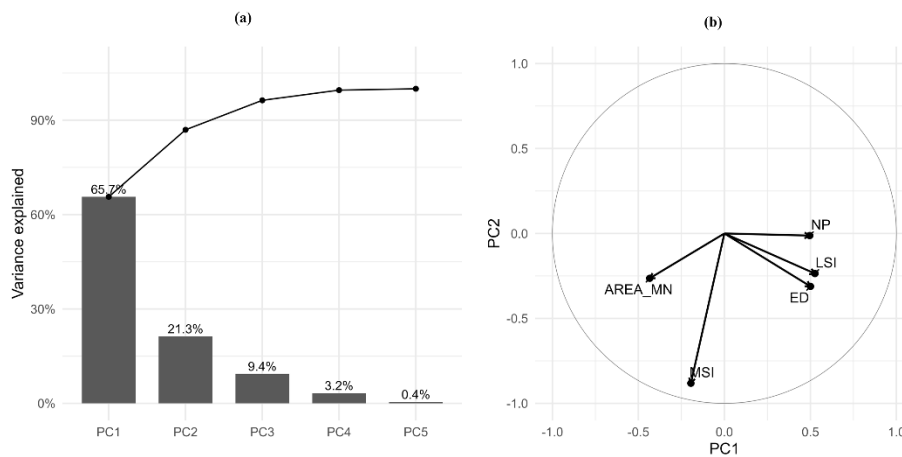 (a)
Variance explained
90%
60%
30%
0%
65.7%
21.3%
9.4%
3.2%
0.4%
PC1 PC2 PC3 PC4 PC5
(b)
PC2
1.0
0.5
0.0
-0.5
-1.0
NP
LSI
AREA_MN
ED
MSI
-1.0 -0.5 0.0 0.5 1.0
PC1